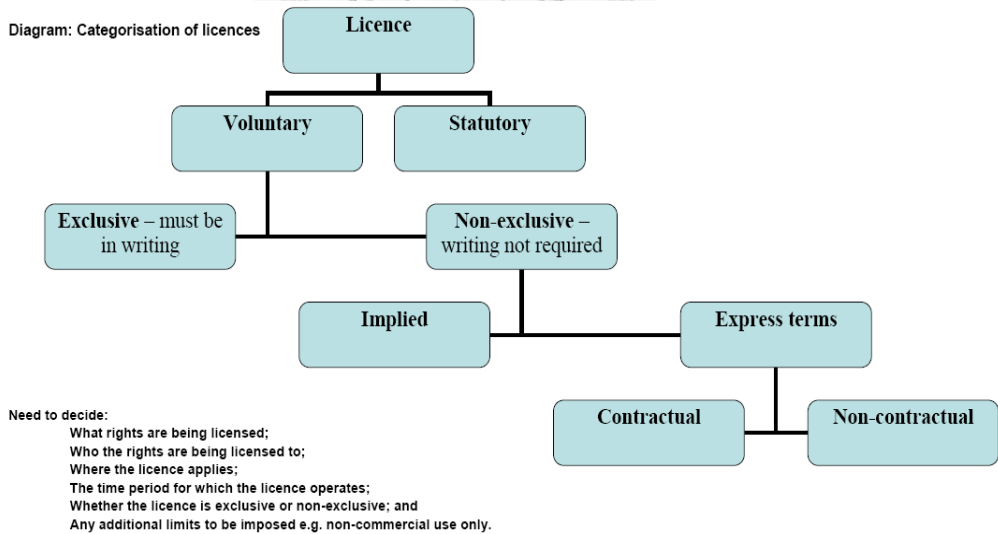 Diagram: Categorisation of licences
Licence
Voluntary
Statutory
Exclusive – must be
in writing
Non-exclusive –
writing not required
Implied
Express terms
Contractual
Non-contractual
Need to decide:
What rights are being licensed;
Who the rights are being licensed to;
Where the licence applies;
The time period for which the licence operates;
Whether the licence is exclusive or non-exclusive; and
Any additional limits to be imposed e.g. non-commercial use only.